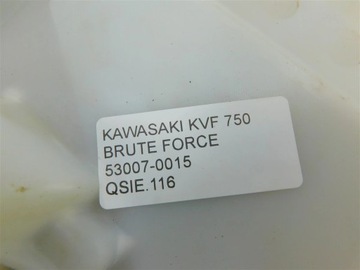 KAWASAKI KVF 750
BRUTE FORCE
53007-0015
QSIE.116